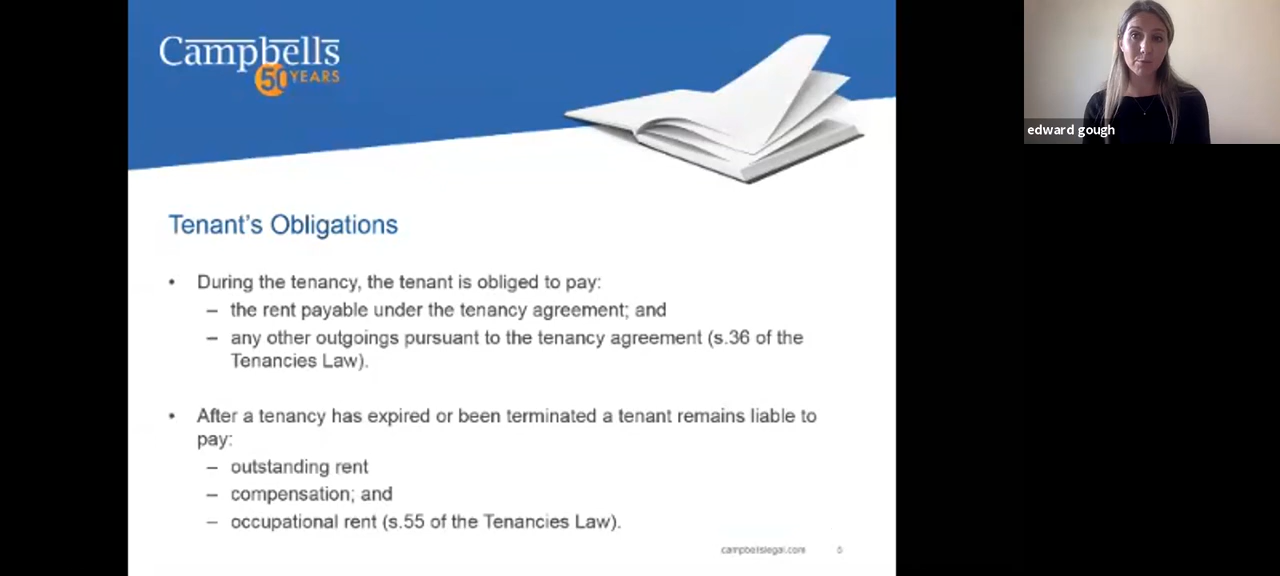 Campbells
50 YEARS
edward gough
Tenant's Obligations
• During the tenancy, the tenant is obliged to pay:
– the rent payable under the tenancy agreement; and
– any other outgoings pursuant to the tenancy agreement (s.36 of the
Tenancies Law).
• After a tenancy has expired or been terminated a tenant remains liable to
pay:
– outstanding rent
– compensation; and
– occupational rent (s.55 of the Tenancies Law).
campbellslegal.com